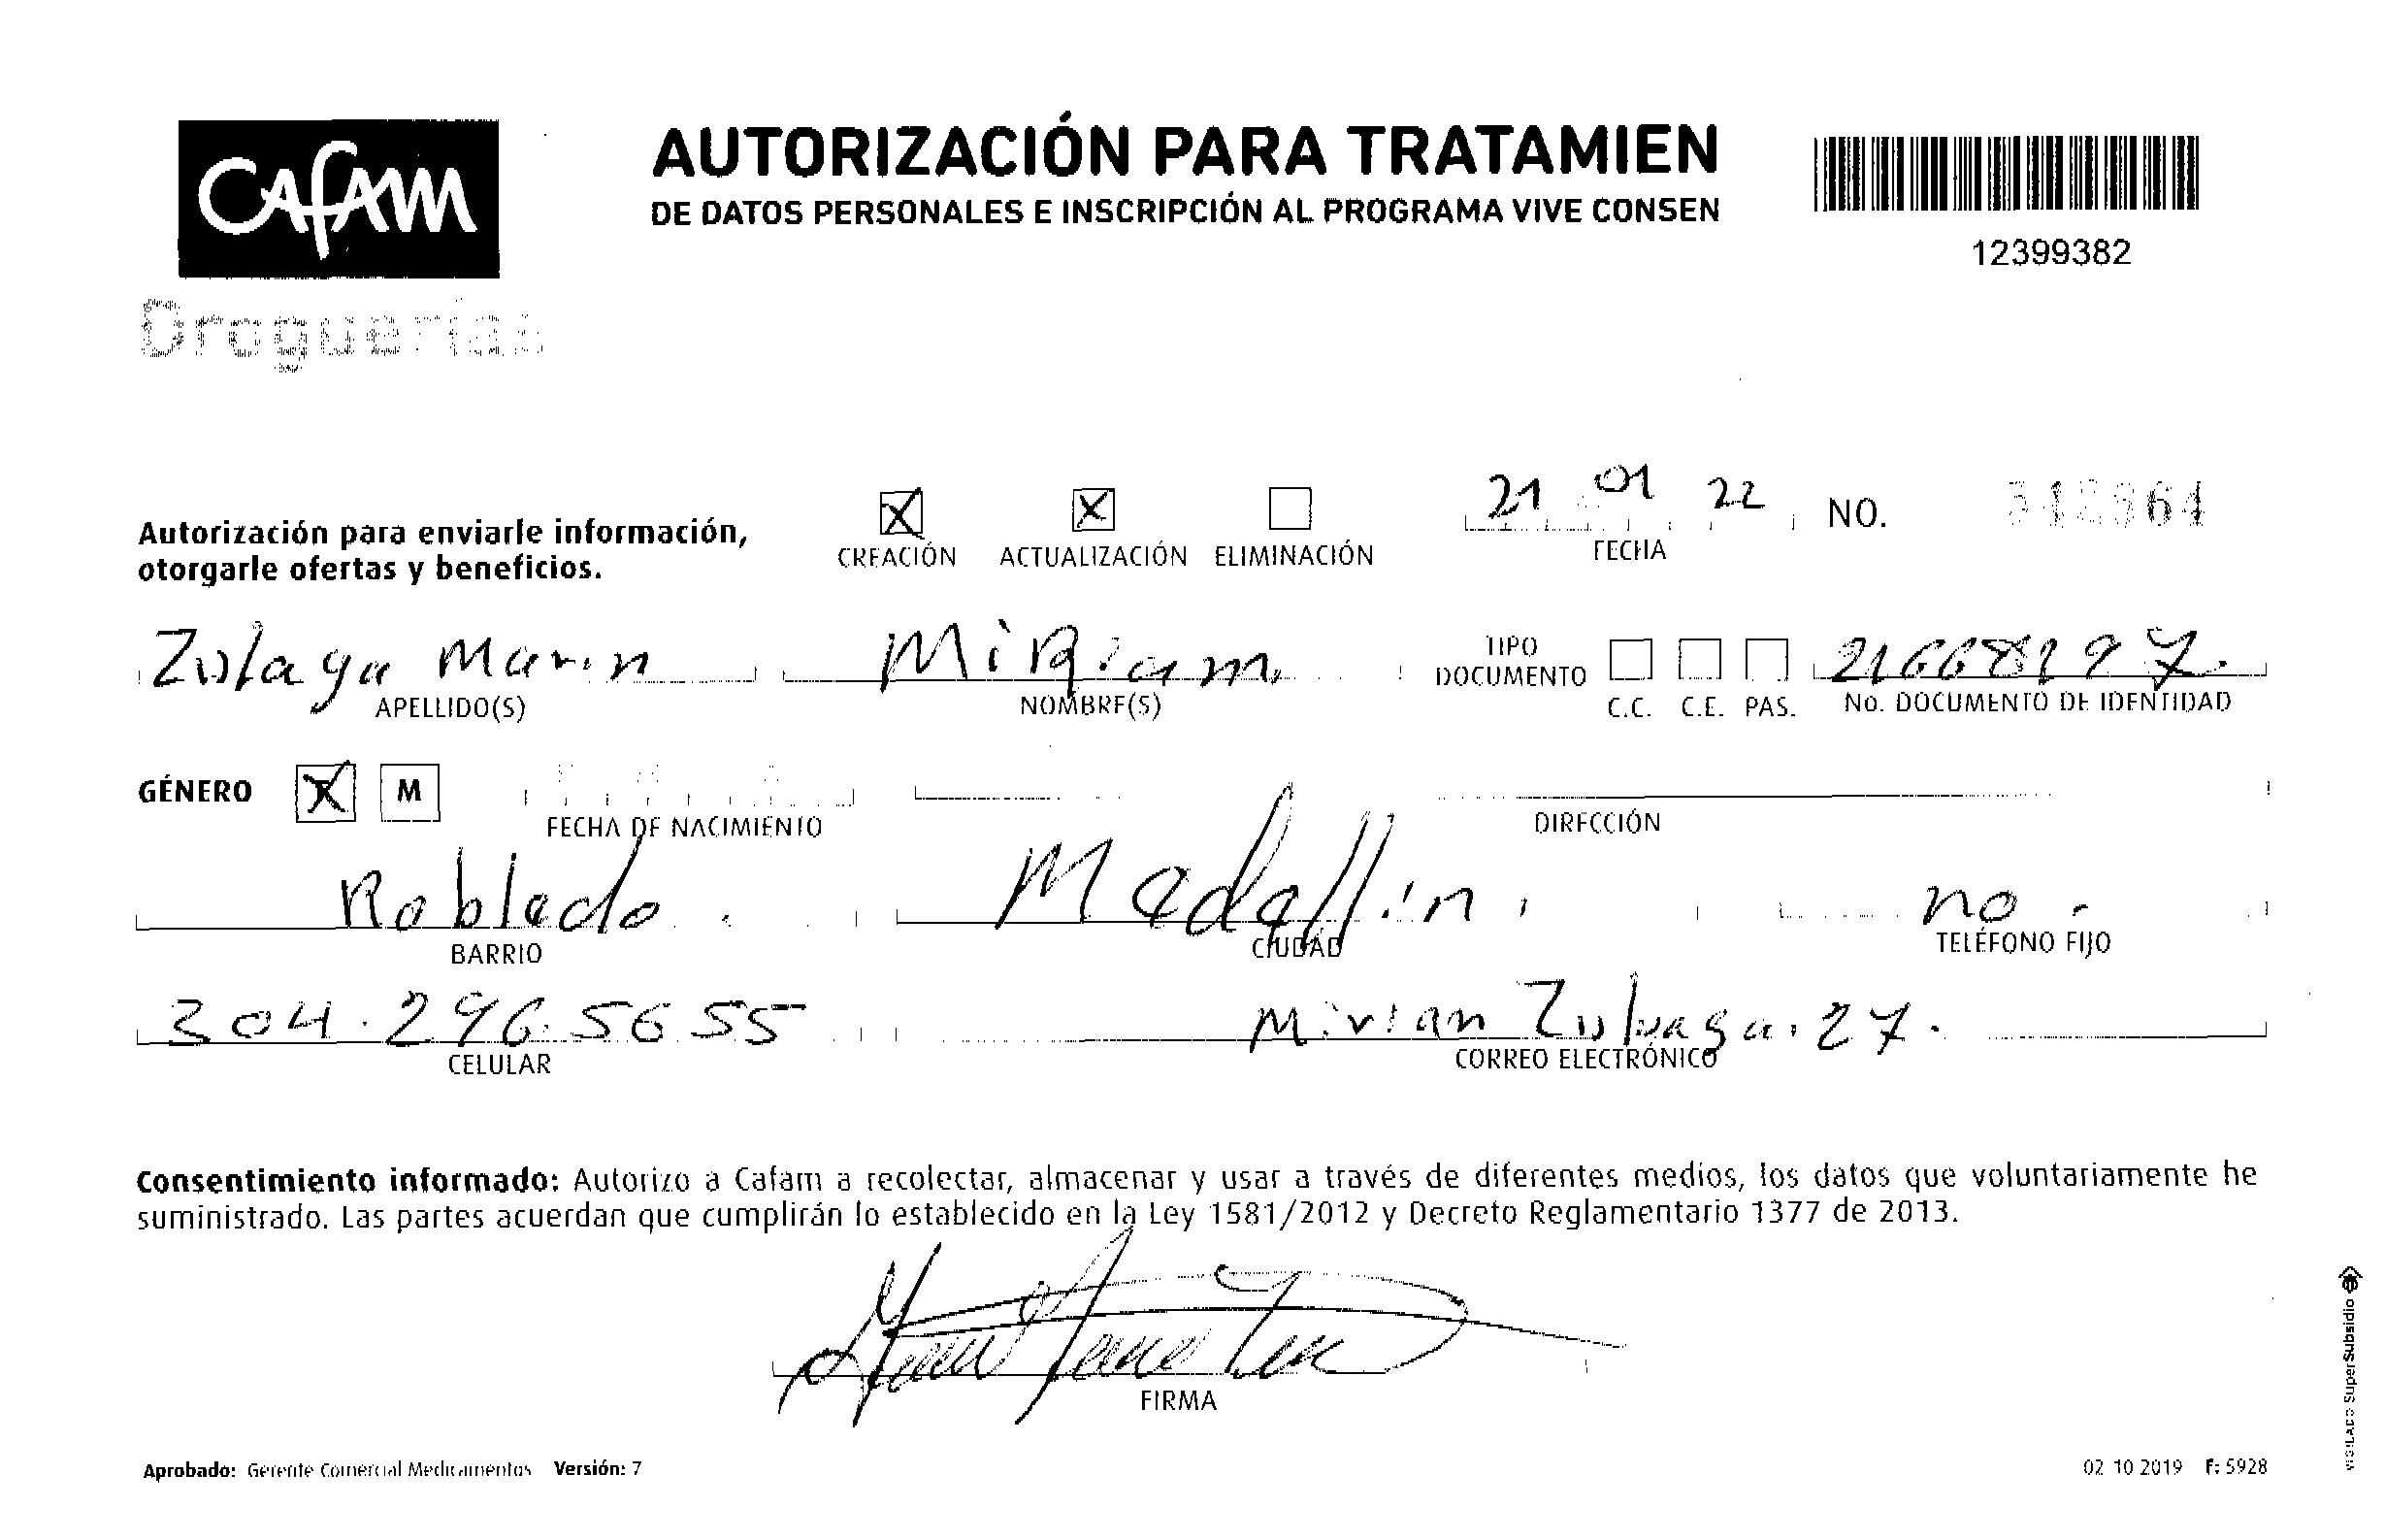 Cafam
AUTORIZACIÓN PARA TRATAMIEN
DE DATOS PERSONALES E INSCRIPCIÓN AL PROGRAMA VIVE CONSEN
12399382
Droguerías
Autorización para enviarle información,
otorgarle ofertas y beneficios.
X X
CREACIÓN ACTUALIZACIÓN ELIMINACIÓN
21 01 22
FECHA
NO.
Zulaga Marin
APELLIDO(S)
MiRiam
NOMBRE(S)
TIPO
DOCUMENTO
C.C. C.E. PAS.
No. DOCUMENTO DE IDENTIDAD
GÉNERO X M
FECHA DE NACIMIENTO
DIRECCIÓN
Robledo
BARRIO
Medellin
CIUDAD
no -
TELÉFONO FIJO
304.296.5655
CELULAR
Mirian Zuluaga.27.
CORREO ELECTRÓNICO
Consentimiento informado: Autorizo a Cafam a recolectar, almacenar y usar a través de diferentes medios, los datos que voluntariamente he
suministrado. Las partes acuerdan que cumplirán lo establecido en la Ley 1581/2012 y Decreto Reglamentario 1377 de 2013.
FIRMA
Aprobado: Gerente Comercial Medicamentos Versión: 7
02 10 2019 F: 5928
VIGILADO SuperSubsidio